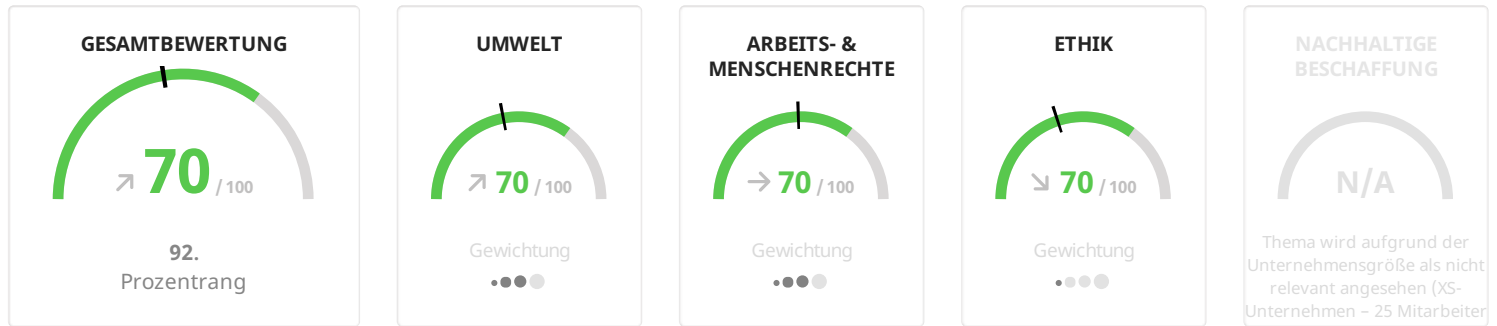 GESAMTBEWERTUNG
70 / 100
92.
Prozentrang
UMWELT
70 / 100
Gewichtung
ARBEITS- &
MENSCHENRECHTE
70 / 100
Gewichtung
ETHIK
70 / 100
Gewichtung
NACHHALTIGE
BESCHAFFUNG
N/A
Thema wird aufgrund der
Unternehmensgröße als nicht
relevant angesehen (XS-
Unternehmen – 25 Mitarbeiter